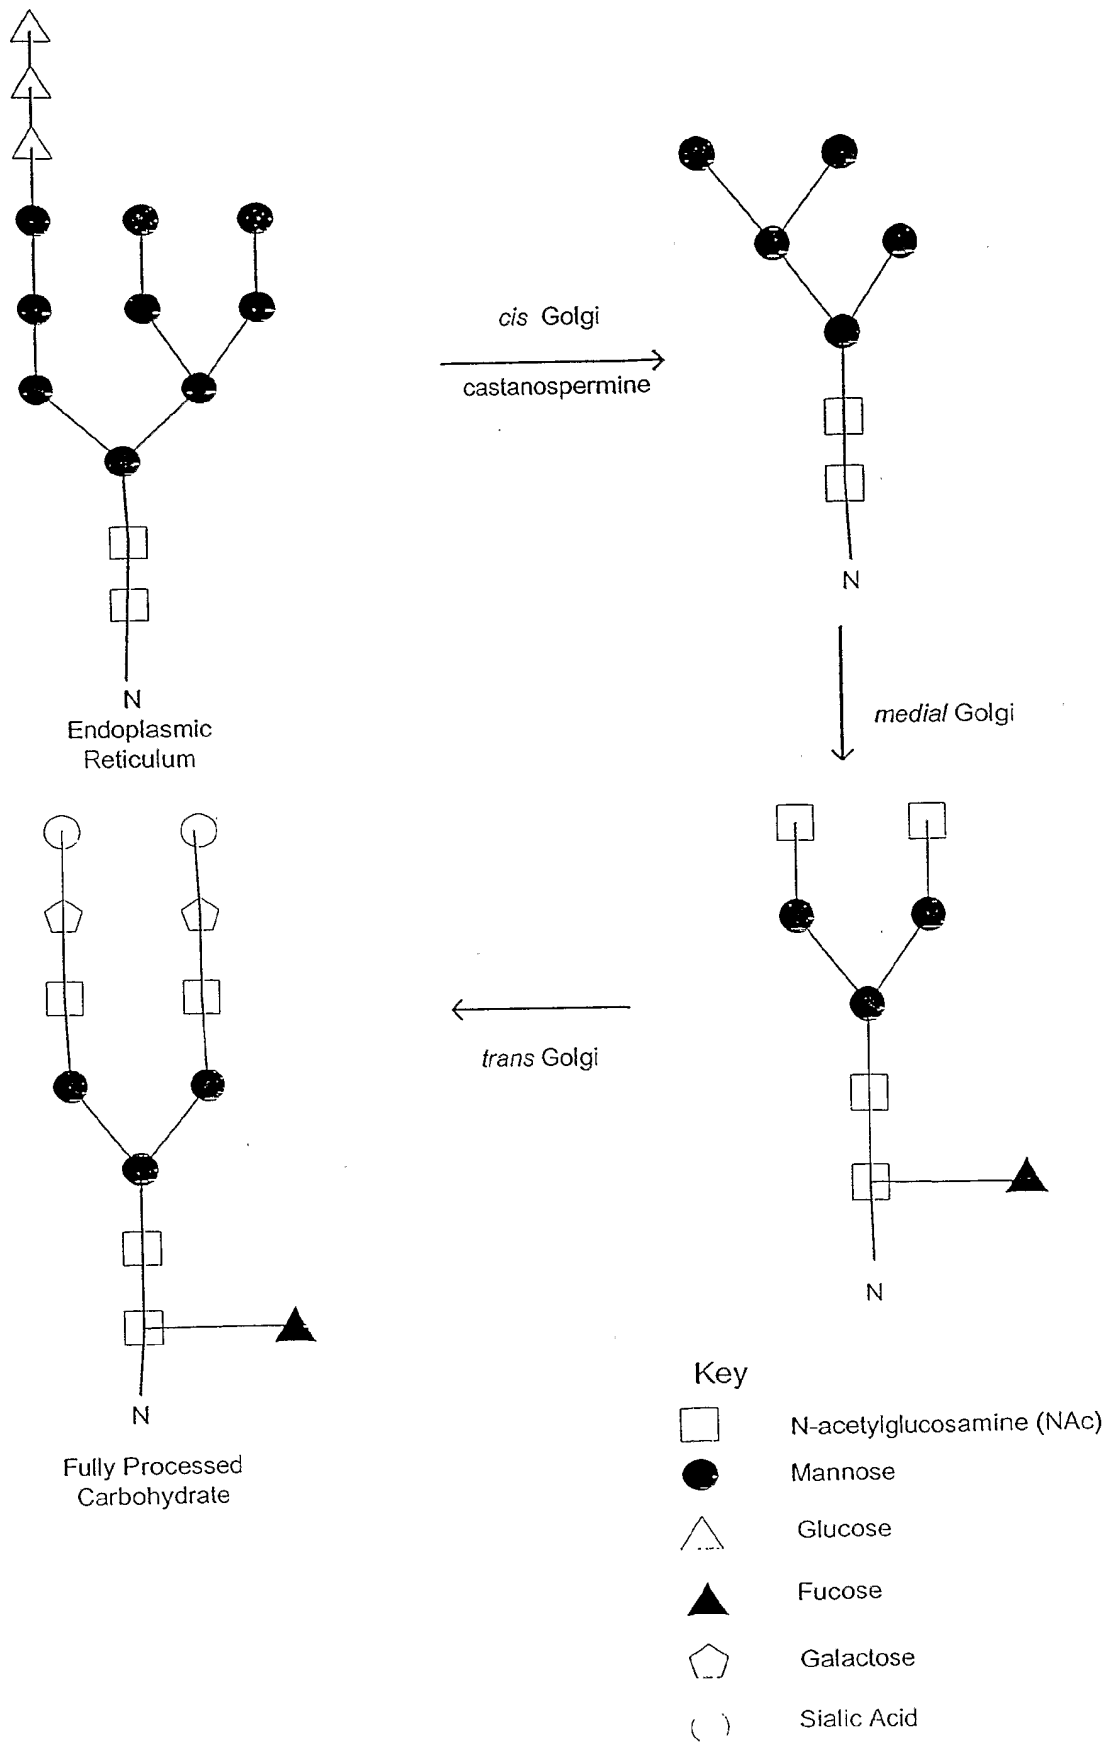 cis Golgi
castanospermine
N
Endoplasmic
Reticulum
N
medial Golgi
trans Golgi
N
N
Fully Processed
Carbohydrate
Key
N-acetylglucosamine (NAc)
Mannose
Glucose
Fucose
Galactose
Sialic Acid